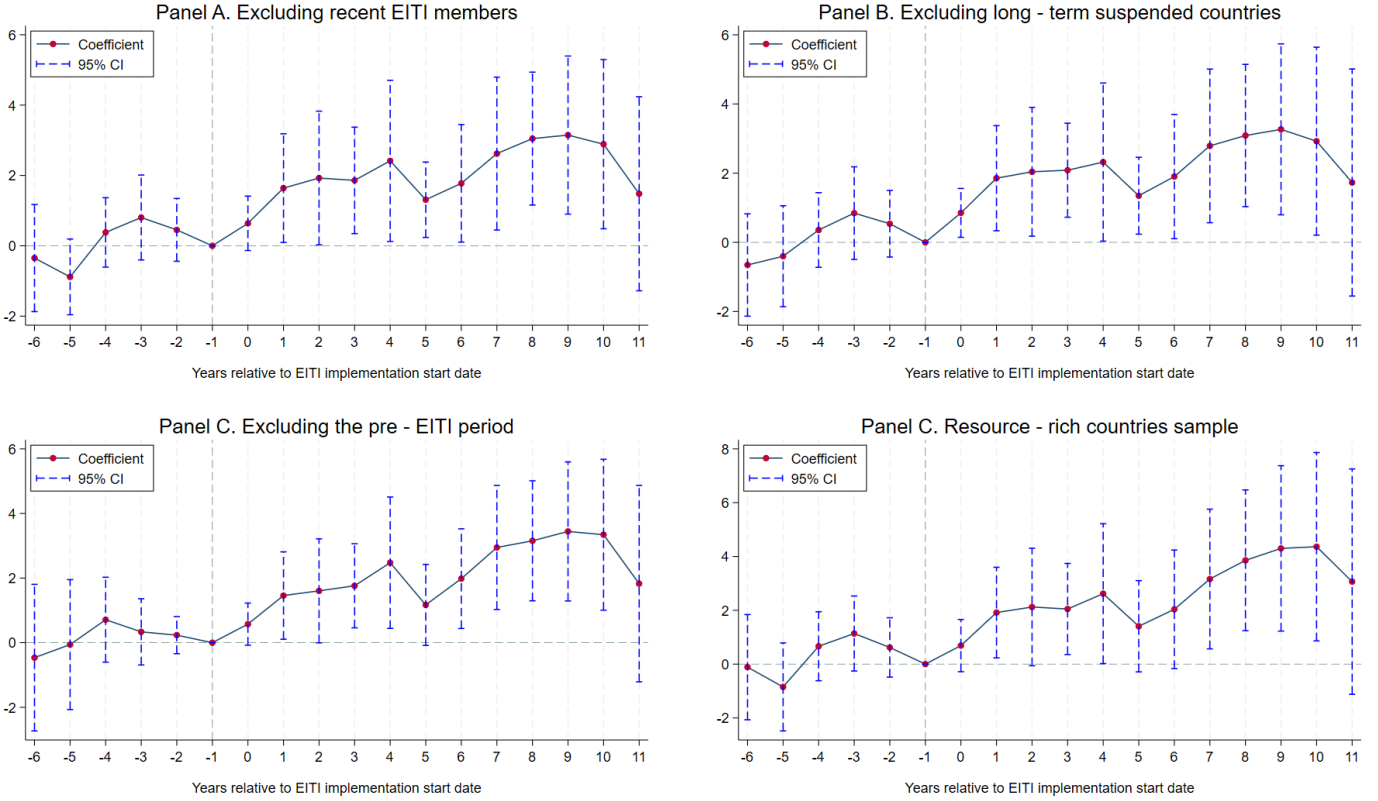 Panel A. Excluding recent EITI members
Coefficient
95% CI
6
4
2
0
-2
-6 -5 -4 -3 -2 -1 0 1 2 3 4 5 6 7 8 9 10 11
Years relative to EITI implementation start date
Panel B. Excluding long - term suspended countries
Coefficient
95% CI
6
4
2
0
-2
-6 -5 -4 -3 -2 -1 0 1 2 3 4 5 6 7 8 9 10 11
Years relative to EITI implementation start date
Panel C. Excluding the pre - EITI period
Coefficient
95% CI
6
4
2
0
-2
-6 -5 -4 -3 -2 -1 0 1 2 3 4 5 6 7 8 9 10 11
Years relative to EITI implementation start date
Panel C. Resource - rich countries sample
Coefficient
95% CI
8
6
4
2
0
-2
-6 -5 -4 -3 -2 -1 0 1 2 3 4 5 6 7 8 9 10 11
Years relative to EITI implementation start date